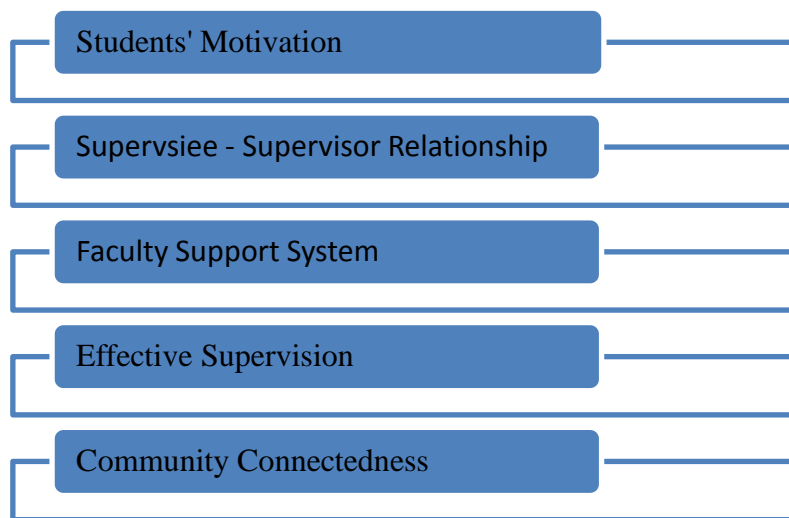 Students' Motivation
Supervsiee - Supervisor Relationship
Faculty Support System
Effective Supervision
Community Connectedness